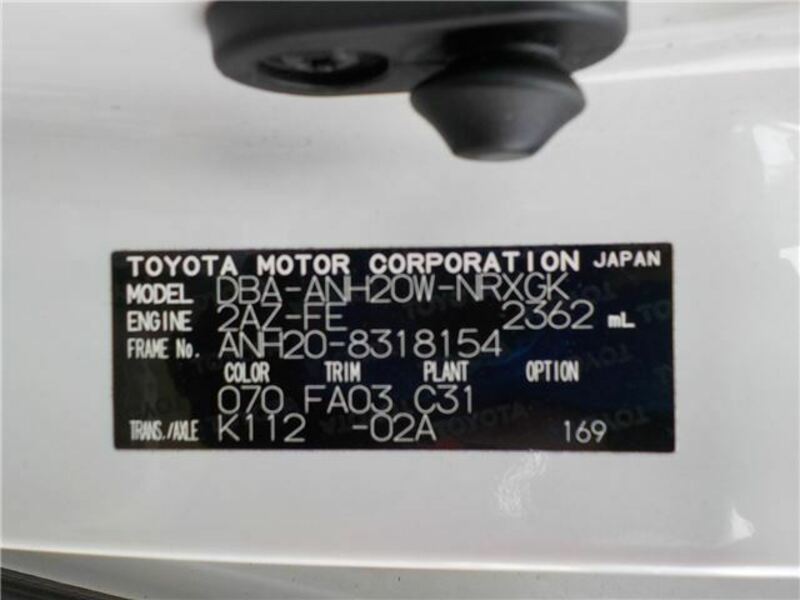 TOYOTA MOTOR CORPORATION JAPAN
MODEL DBA-ANH20W-NRXGK
ENGINE 2AZ-FE 2362 mL
FRAME No. ANH20-8318154
COLOR TRIM PLANT OPTION
070 FA03 C31
TRANS./AXLE K112 -02A 169